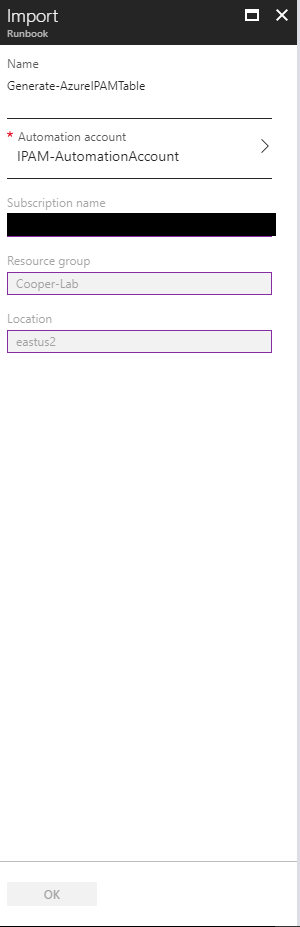 Import
Runbook
Name
Generate-AzureIPAMTable
* Automation account
IPAM-AutomationAccount
Subscription name
Resource group
Cooper-Lab
Location
eastus2
OK